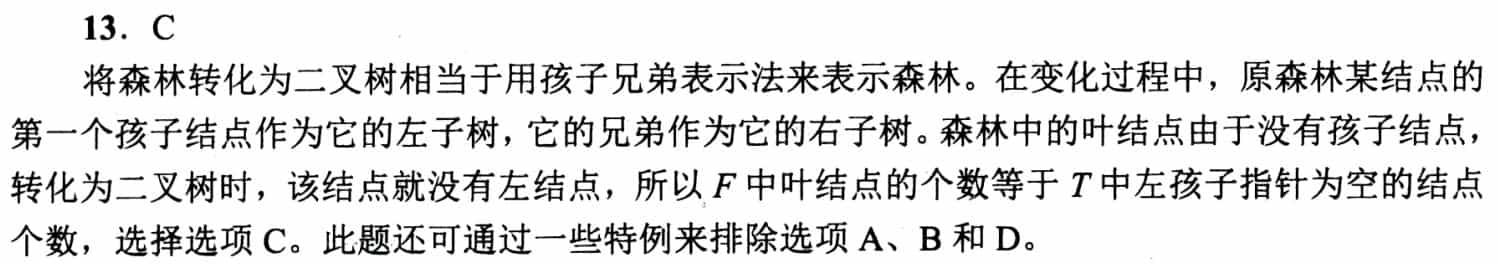 13. C
将森林转化为二叉树相当于用孩子兄弟表示法来表示森林。在变化过程中，原森林某结点的
第一个孩子结点作为它的左子树，它的兄弟作为它的右子树。森林中的叶结点由于没有孩子结点，
转化为二叉树时，该结点就没有左结点，所以 F 中叶结点的个数等于 T 中左孩子指针为空的结点
个数，选择选项 C。此题还可通过一些特例来排除选项 A、B 和 D。